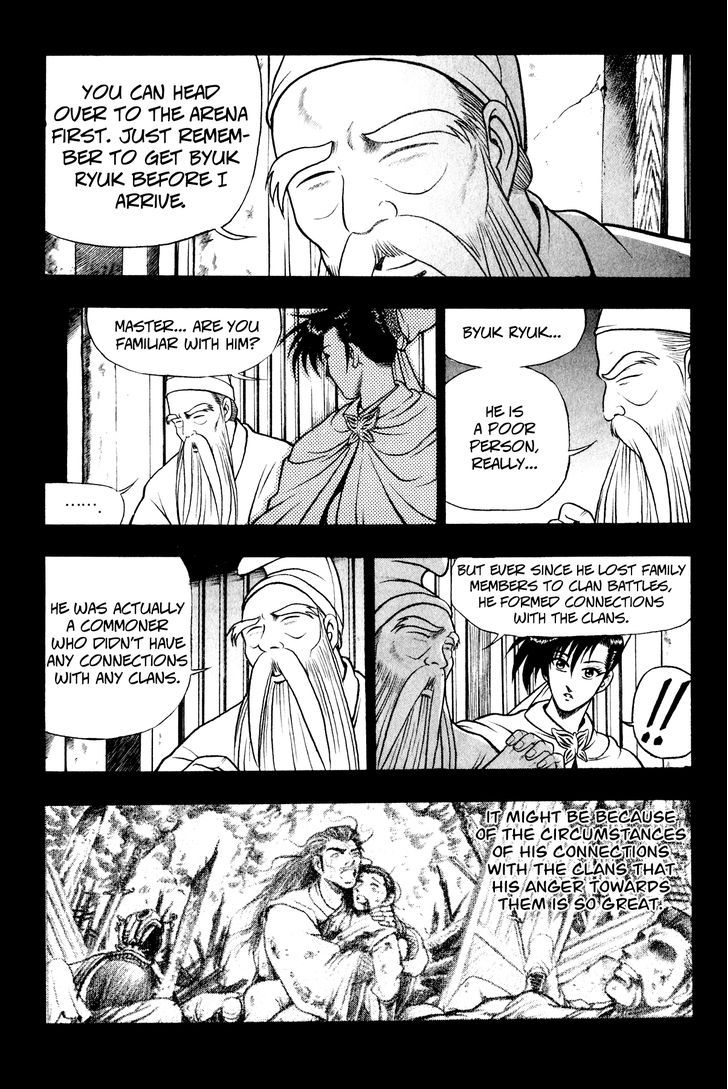 YOU CAN HEAD
OVER TO THE ARENA
FIRST. JUST REMEM-
BER TO GET BYUK
RYUK BEFORE I
ARRIVE.
MASTER... ARE YOU
FAMILIAR WITH HIM?
.......
BYUK RYUK...
HE IS
A POOR
PERSON,
REALLY...
HE WAS ACTUALLY
A COMMONER
WHO DIDN'T HAVE
ANY CONNECTIONS
WITH ANY CLANS.
BUT EVER SINCE HE LOST FAMILY
MEMBERS TO CLAN BATTLES,
HE FORMED CONNECTIONS
WITH THE CLANS.
!!
IT MIGHT BE BECAUSE
OF THE CIRCUMSTANCES
OF HIS CONNECTIONS
WITH THE CLANS THAT
HIS ANGER TOWARDS
THEM IS SO GREAT.